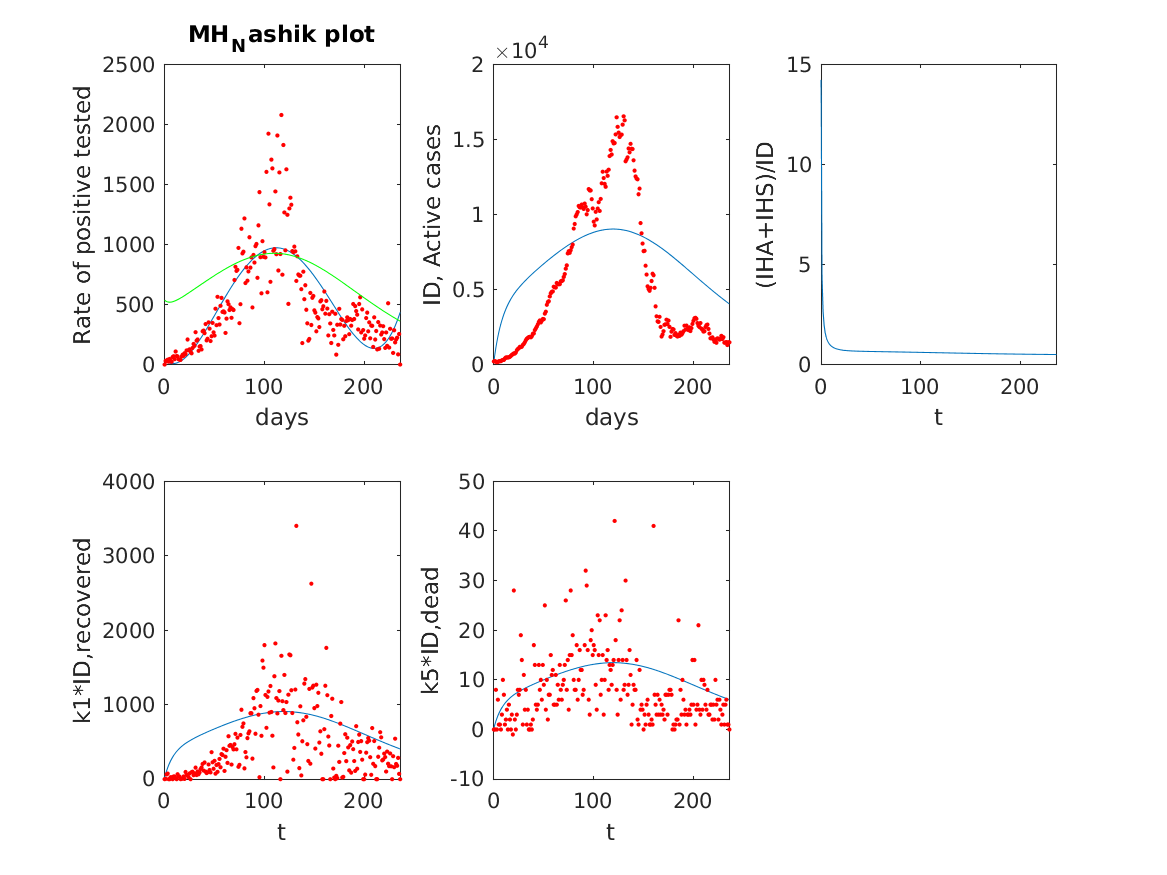 MH_Nashik plot
2500
2000
1500
1000
500
0
0 100 200
days
Rate of positive tested
×10^4
2
1.5
1
0.5
0
0 100 200
days
ID, Active cases
15
10
5
0
0 100 200
t
(IHA+IHS)/ID
4000
3000
2000
1000
0
0 100 200
t
k1*ID,recovered
50
40
30
20
10
0
-10
0 100 200
t
k5*ID,dead